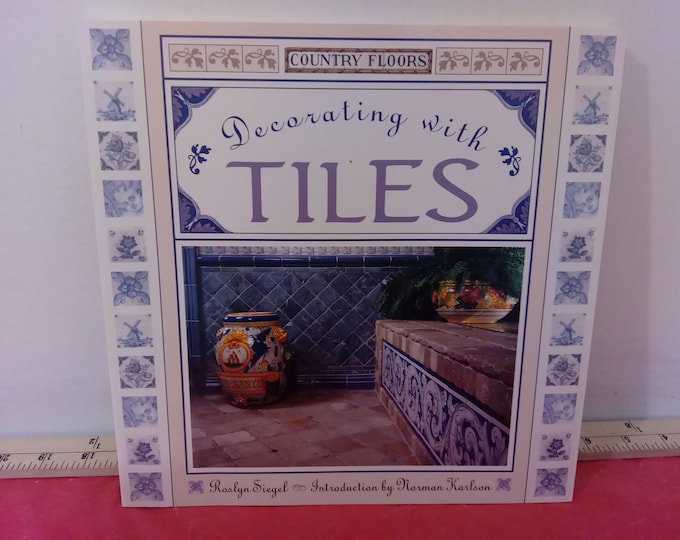 COUNTRY FLOORS
Decorating with
TILES
Roslyn Siegel Introduction by Norman Karlson